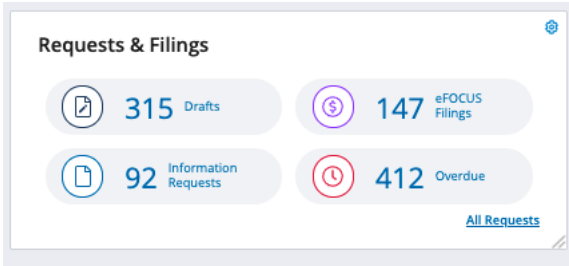 Requests & Filings
315 Drafts
147 eFOCUS
Filings
92 Information
Requests
412 Overdue
All Requests